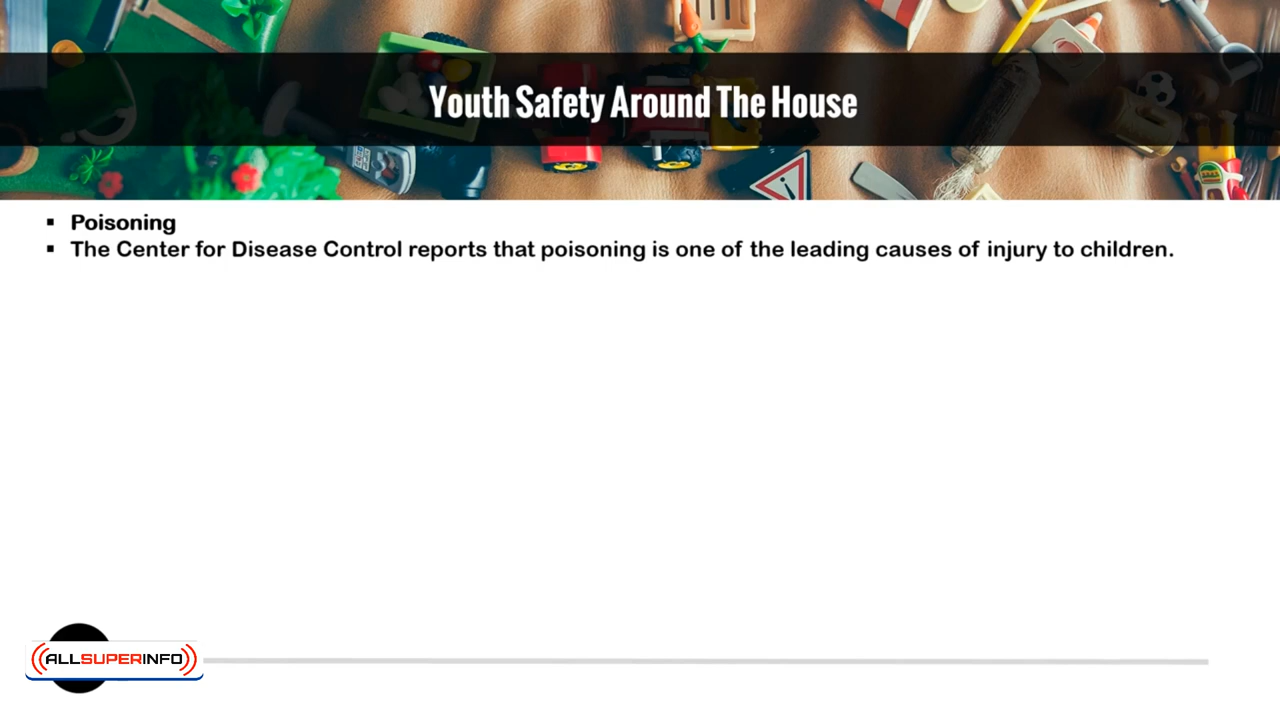 Youth Safety Around The House
▪ Poisoning
▪ The Center for Disease Control reports that poisoning is one of the leading causes of injury to children.
ALLSUPERINFO